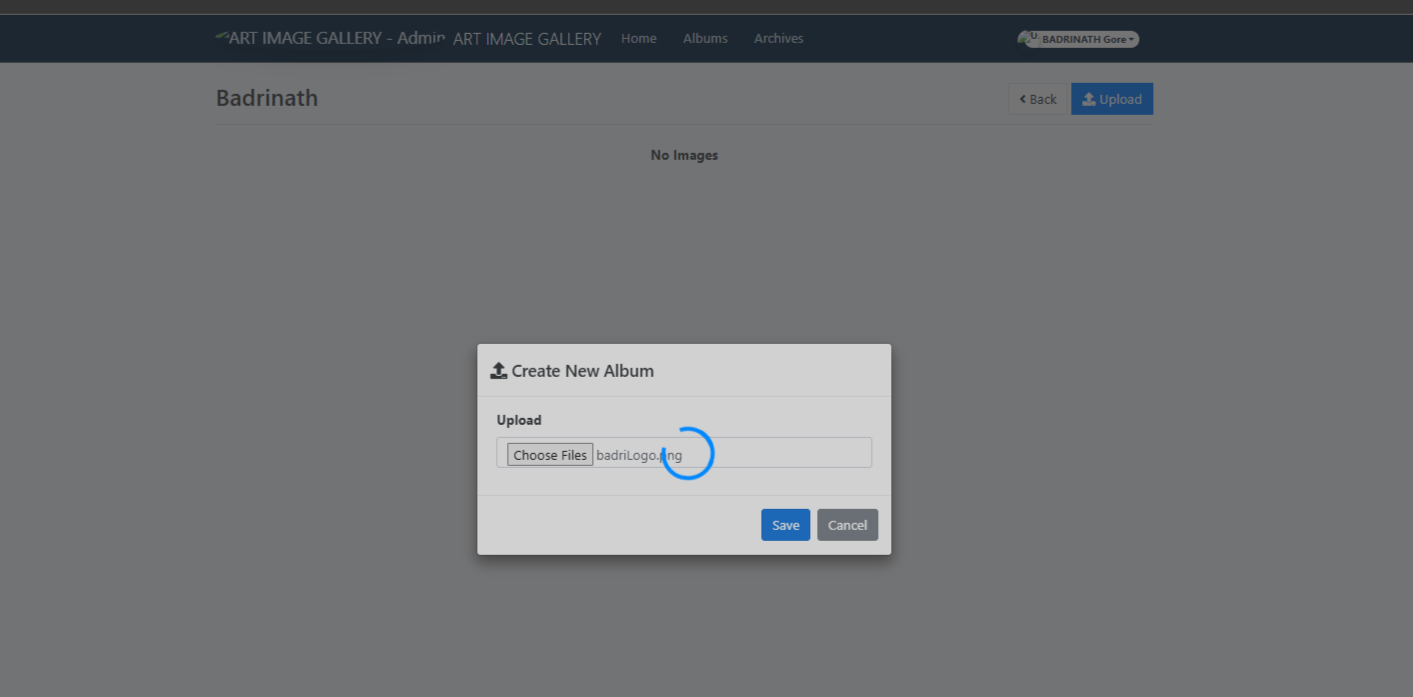 ART IMAGE GALLERY - Admin ART IMAGE GALLERY Home Albums Archives U BADRINATH Gore
Badrinath
Back Upload
No Images
Create New Album
Upload
Choose Files badriLogo.png
Save Cancel